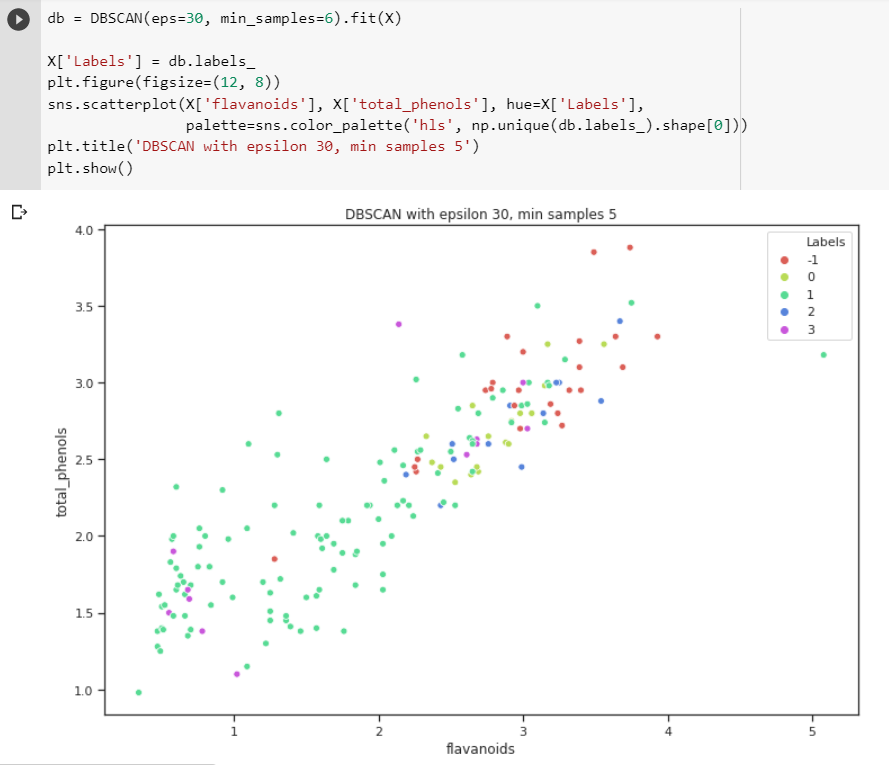 db = DBSCAN(eps=30, min_samples=6).fit(X)
X['Labels'] = db.labels_
plt.figure(figsize=(12, 8))
sns.scatterplot(X['flavanoids'], X['total_phenols'], hue=X['Labels'],
palette=sns.color_palette('hls', np.unique(db.labels_).shape[0]))
plt.title('DBSCAN with epsilon 30, min samples 5')
plt.show()
DBSCAN with epsilon 30, min samples 5
Labels
-1
0
1
2
3
4.0
3.5
3.0
2.5
2.0
1.5
1.0
total_phenols
1 2 3 4 5
flavanoids